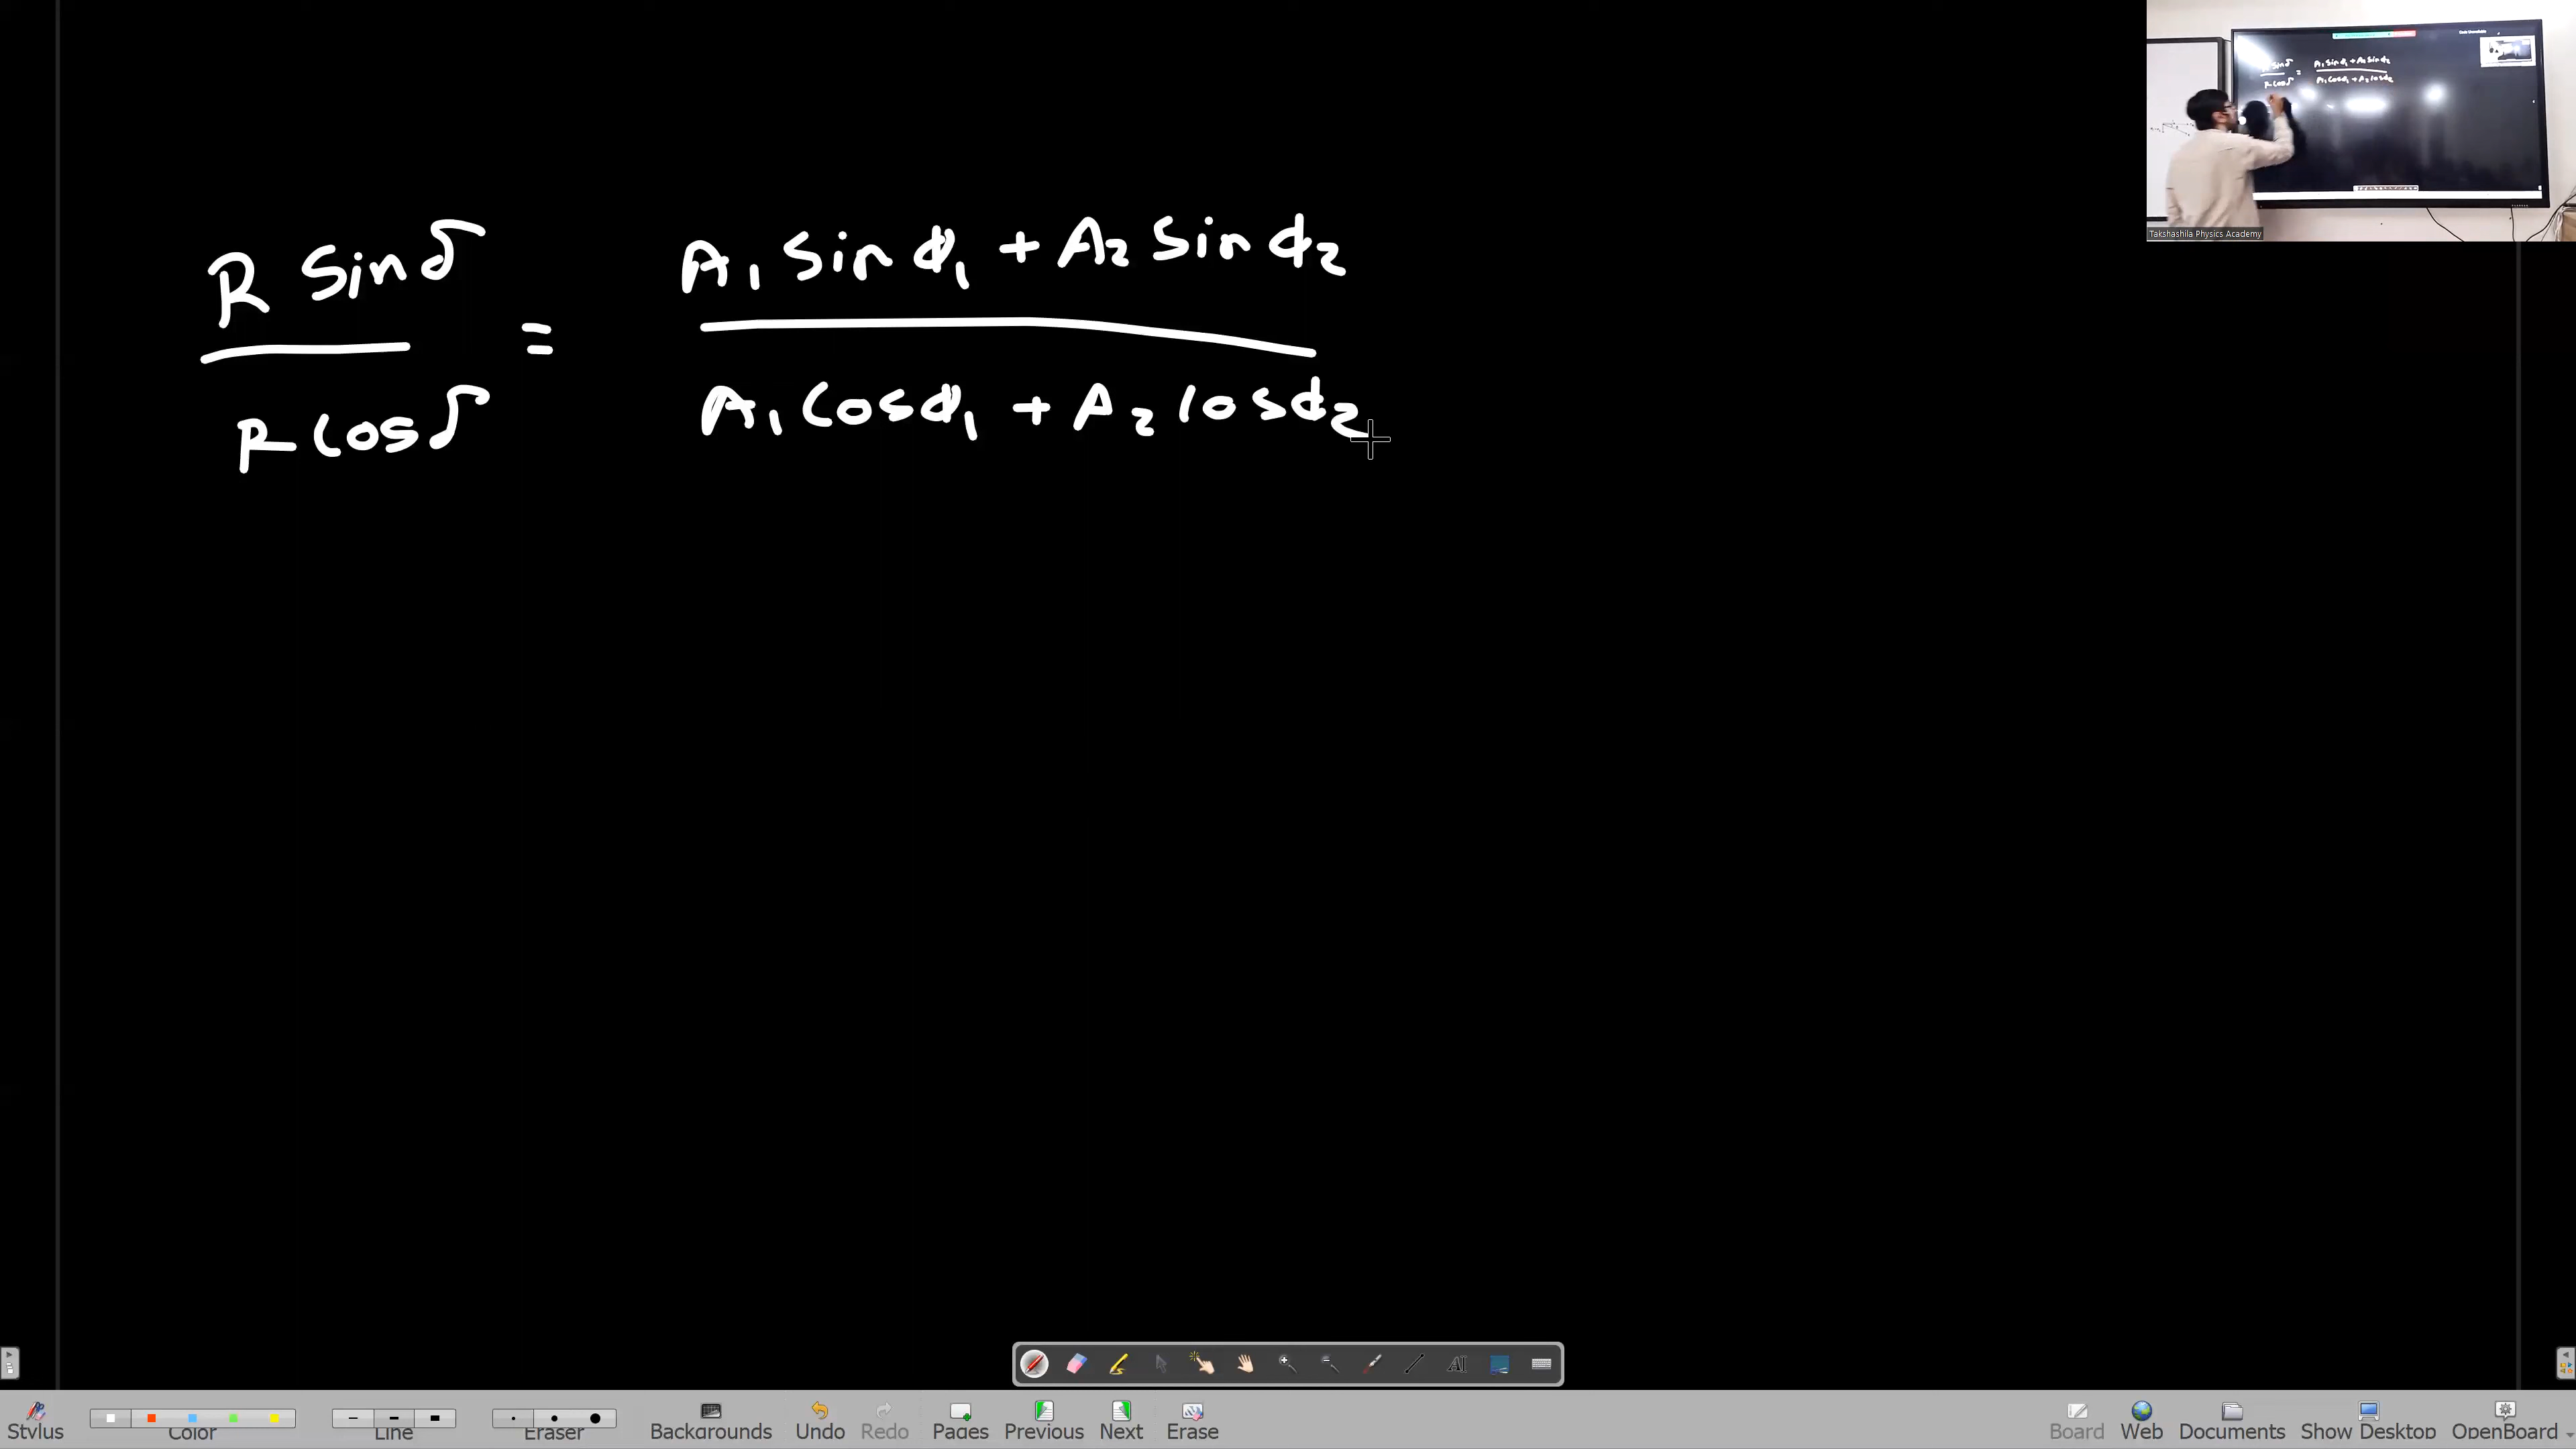 Takshashila Physics Academy
R sinδ / R cosδ = A₁ sin ϕ₁ + A₂ sin ϕ₂ / A₁ cos ϕ₁ + A₂ cos ϕ₂
Stylus Color Line Eraser Backgrounds Undo Redo Pages Previous Next Erase Board Web Documents Show Desktop OpenBoard